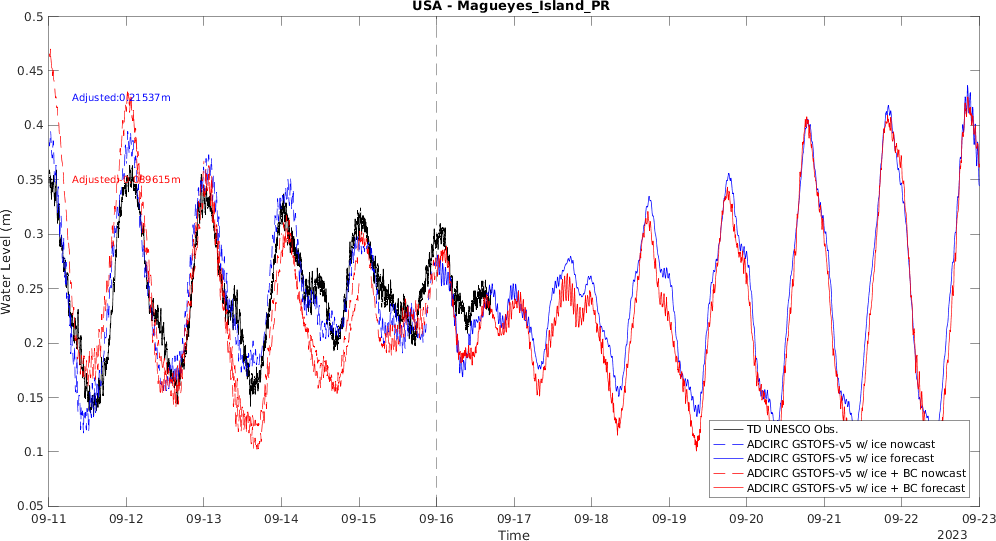 USA - Magueyes_Island_PR
0.5
0.45
0.4
0.35
0.3
0.25
0.2
0.15
0.1
0.05
Water Level (m)
Adjusted:0.21537m
TD UNESCO Obs.
ADCIRC GSTOFS-v5 w/ ice nowcast
ADCIRC GSTOFS-v5 w/ ice forecast
ADCIRC GSTOFS-v5 w/ ice + BC nowcast
ADCIRC GSTOFS-v5 w/ ice + BC forecast
09-11 09-12 09-13 09-14 09-15 09-16 09-17 09-18 09-19 09-20 09-21 09-22 09-23
Time
2023